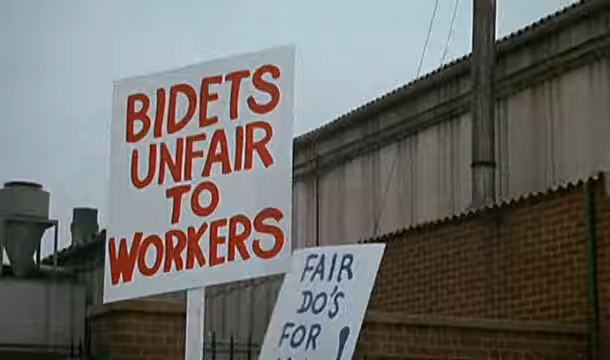 BIDETS
UNFAIR
TO
WORKERS
FAIR
DO'S
FOR
!